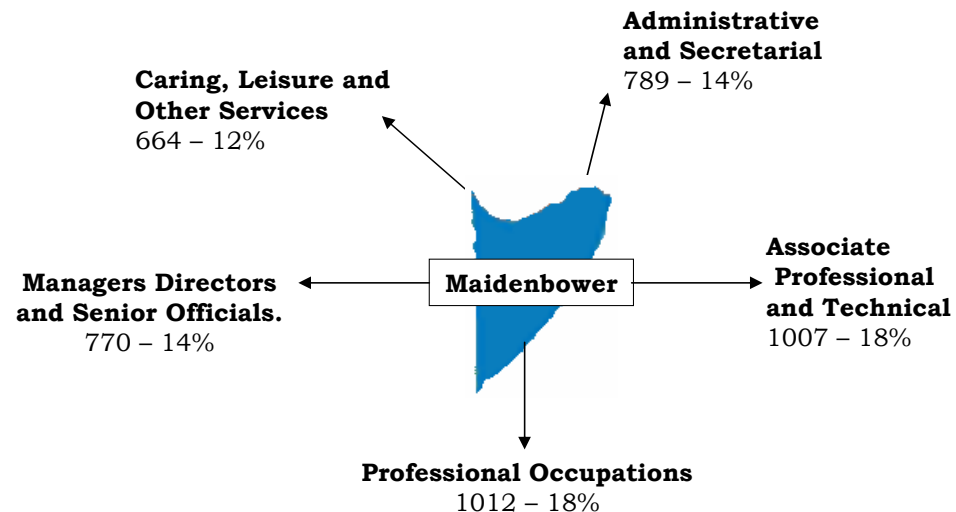 Administrative
and Secretarial
789 – 14%
Caring, Leisure and
Other Services
664 – 12%
Associate
Professional
and Technical
1007 – 18%
Maidenbower
Managers Directors
and Senior Officials.
770 – 14%
Professional Occupations
1012 – 18%